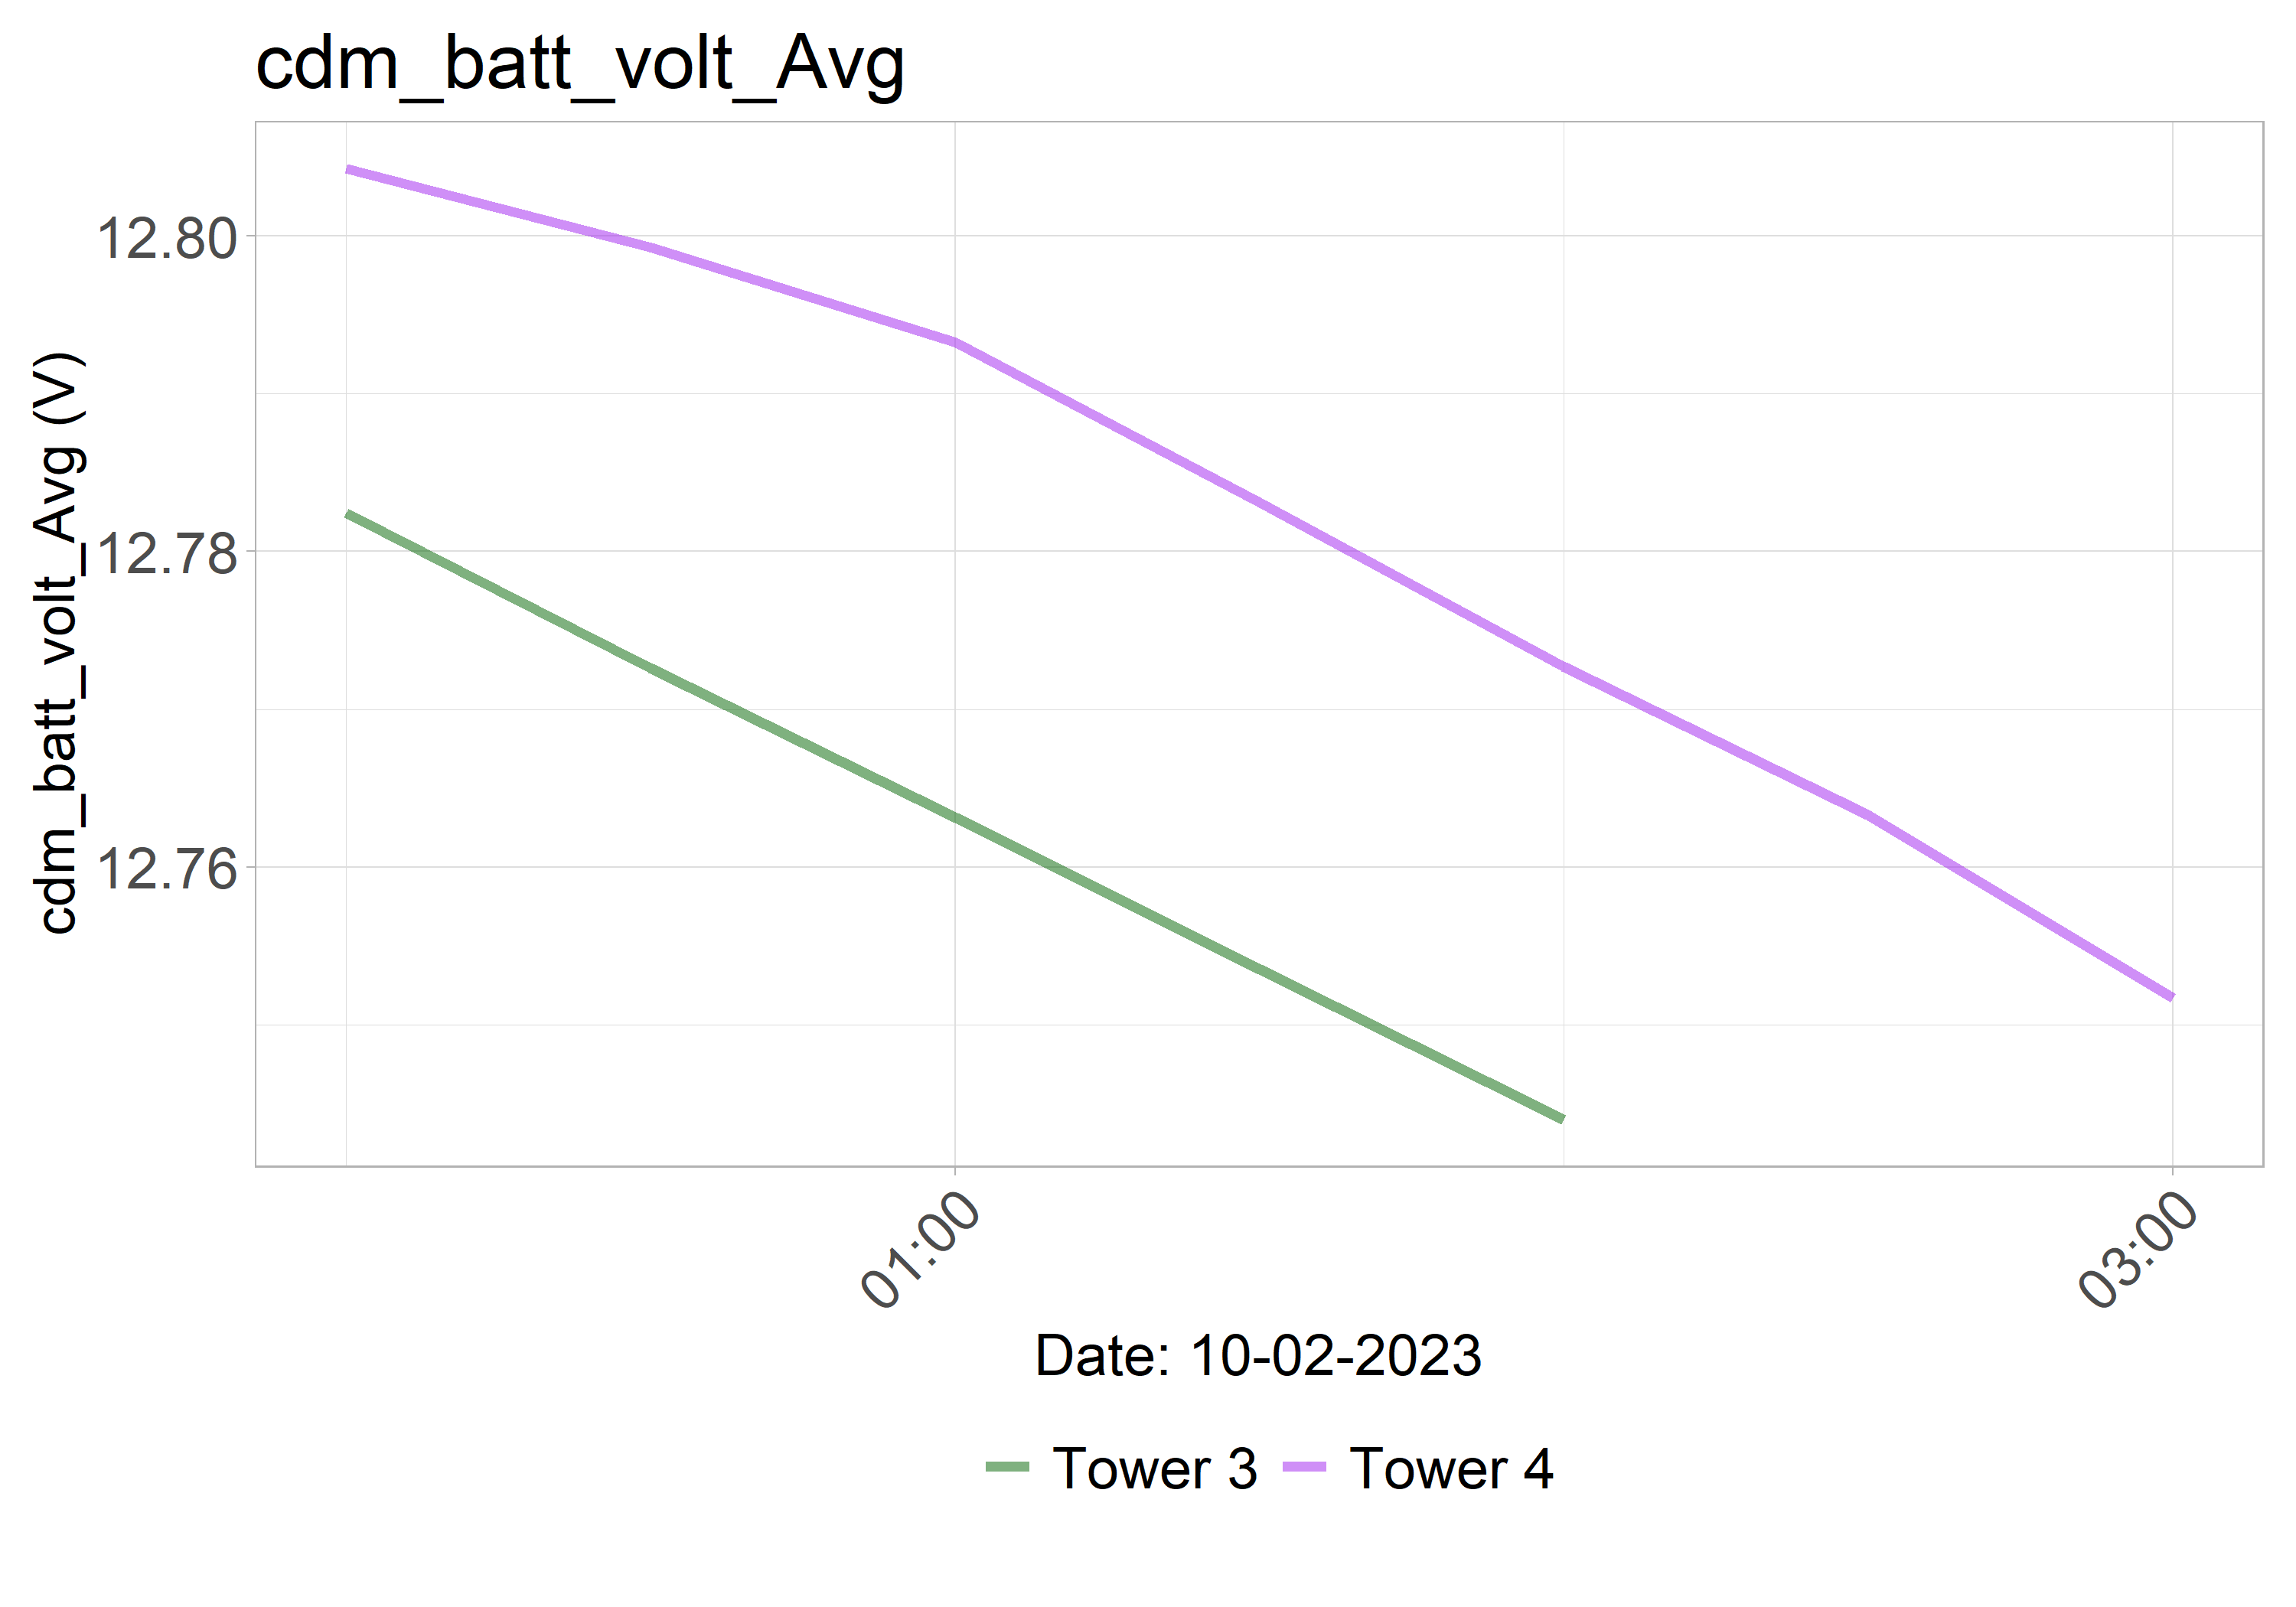 cdm_batt_volt_Avg
cdm_batt_volt_Avg (V)
12.80
12.78
12.76
01:00
03:00
Date: 10-02-2023
Tower 3
Tower 4